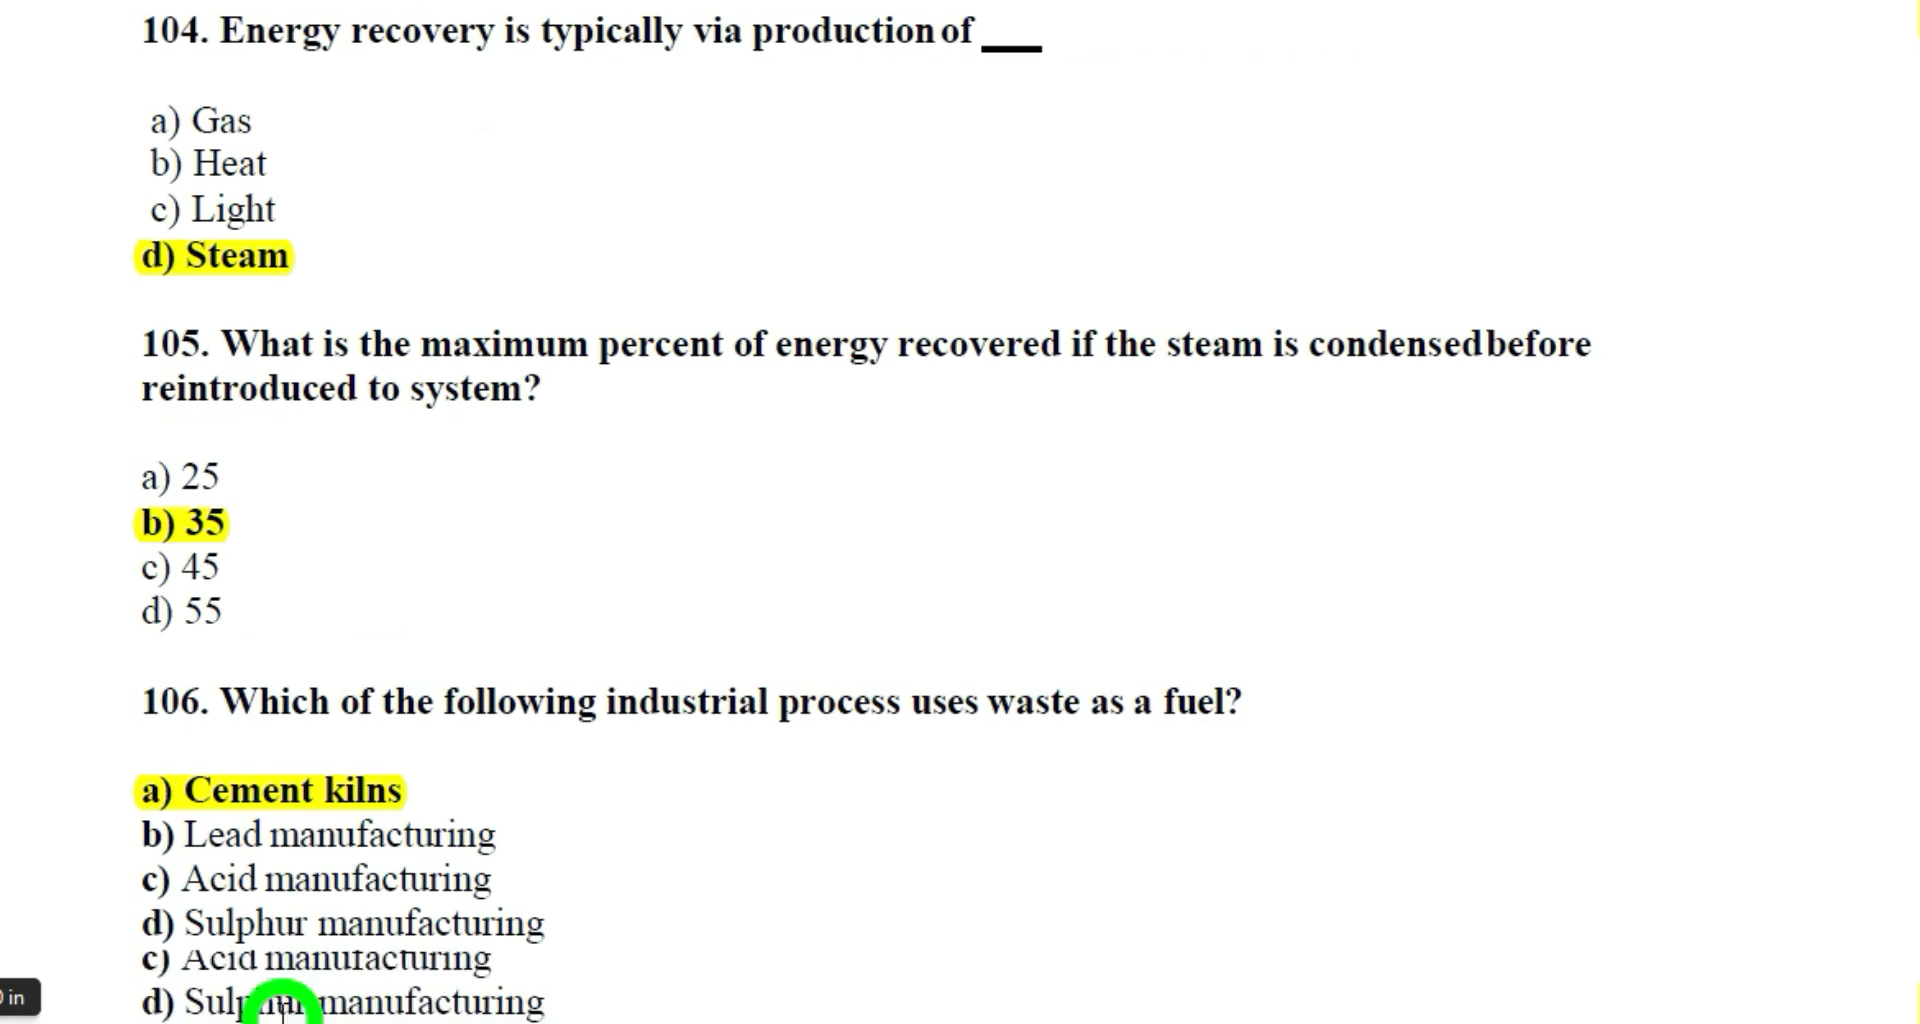 104. Energy recovery is typically via production of ___
a) Gas
b) Heat
c) Light
d) Steam
105. What is the maximum percent of energy recovered if the steam is condensed before
reintroduced to system?
a) 25
b) 35
c) 45
d) 55
106. Which of the following industrial process uses waste as a fuel?
a) Cement kilns
b) Lead manufacturing
c) Acid manufacturing
d) Sulphur manufacturing
c) Acid manufacturing
d) Sulphur manufacturing
in